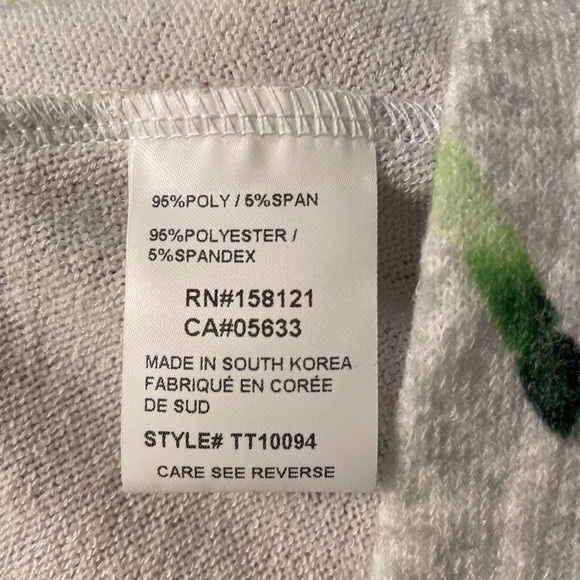 95%POLY / 5%SPAN
95%POLYESTER /
5%SPANDEX
RN#158121
CA#05633
MADE IN SOUTH KOREA
FABRIQUÉ EN CORÉE
DE SUD
STYLE# TT10094
CARE SEE REVERSE